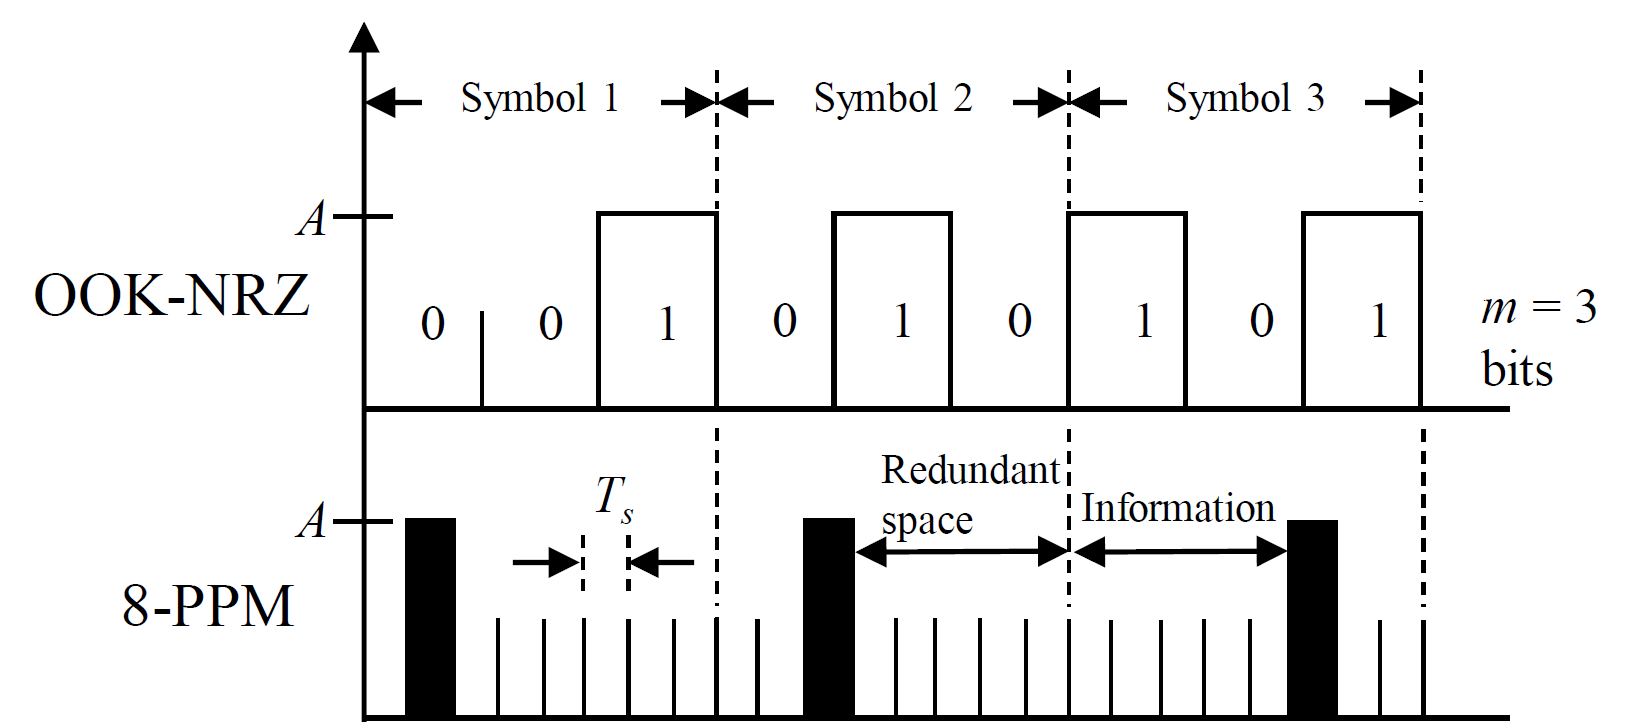 Symbol 1 Symbol 2 Symbol 3
A
OOK-NRZ
0 0 1 0 1 0 1 0 1
m = 3
bits
A
8-PPM
Ts
Redundant
space
Information